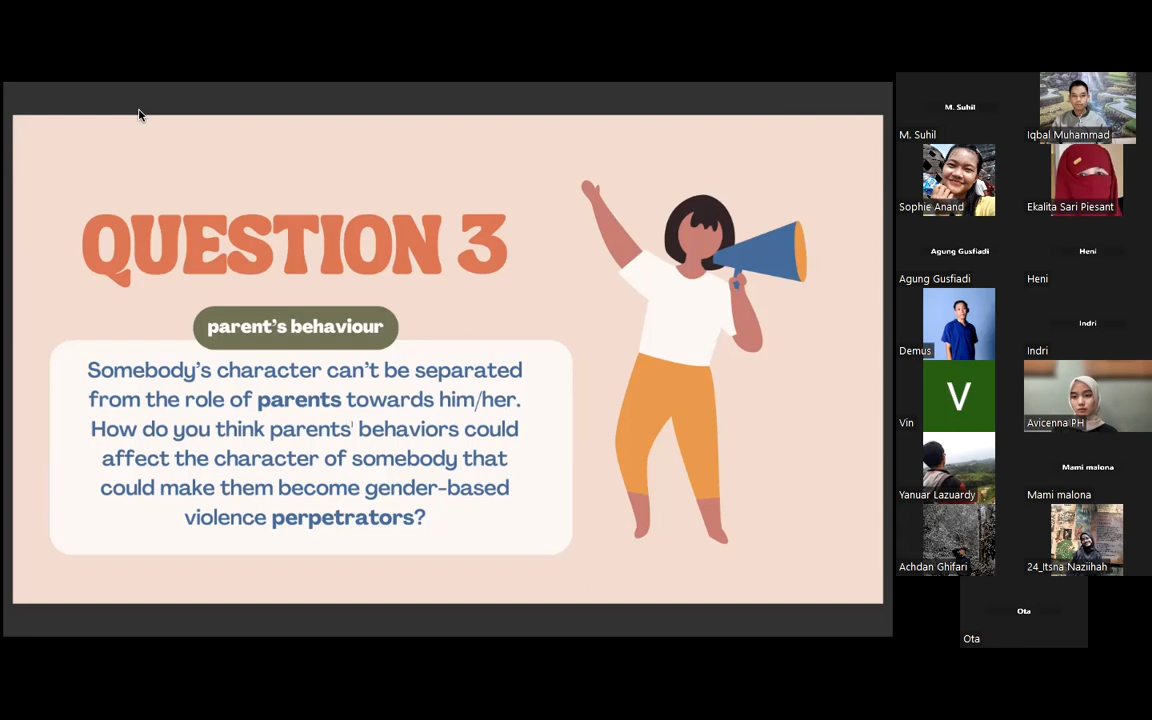 QUESTION 3
parent's behaviour
Somebody's character can't be separated
from the role of parents towards him/her.
How do you think parents' behaviors could
affect the character of somebody that
could make them become gender-based
violence perpetrators?
M. Suhil
M. Suhil
Iqbal Muhammad
Sophie Anand
Ekalita Sari Piesant
Agung Gusfiadi
Agung Gusfiadi
Heni
Heni
Demus
Indri
Indri
V
Vin
Avicenna PH
Yanuar Lazuardy
Mami malona
Mami malona
Achdan Ghifari
24_Itsna Naziihah
Ota
Ota